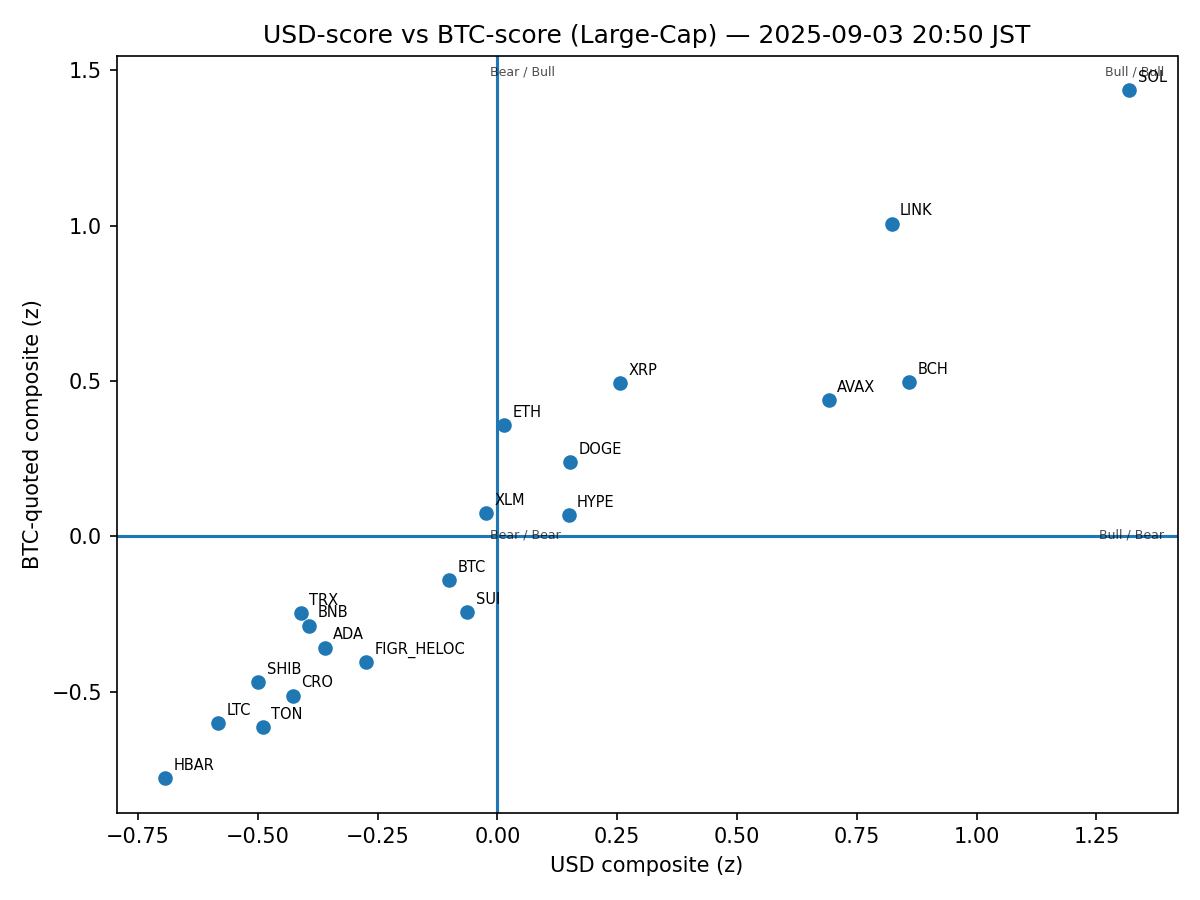 USD-score vs BTC-score (Large-Cap) — 2025-09-03 20:50 JST
Bear / Bull
Bull / Bull
SOL
LINK
BCH
AVAX
XRP
ETH
DOGE
XLM
HYPE
Bear / Bear
Bull / Bear
BTC
SUI
TRX
BNB
ADA
FIGR_HELOC
SHIB
CRO
LTC
TON
HBAR
1.5
1.0
0.5
0.0
−0.5
BTC-quoted composite (z)
−0.75
−0.50
−0.25
0.00
0.25
0.50
0.75
1.00
1.25
USD composite (z)